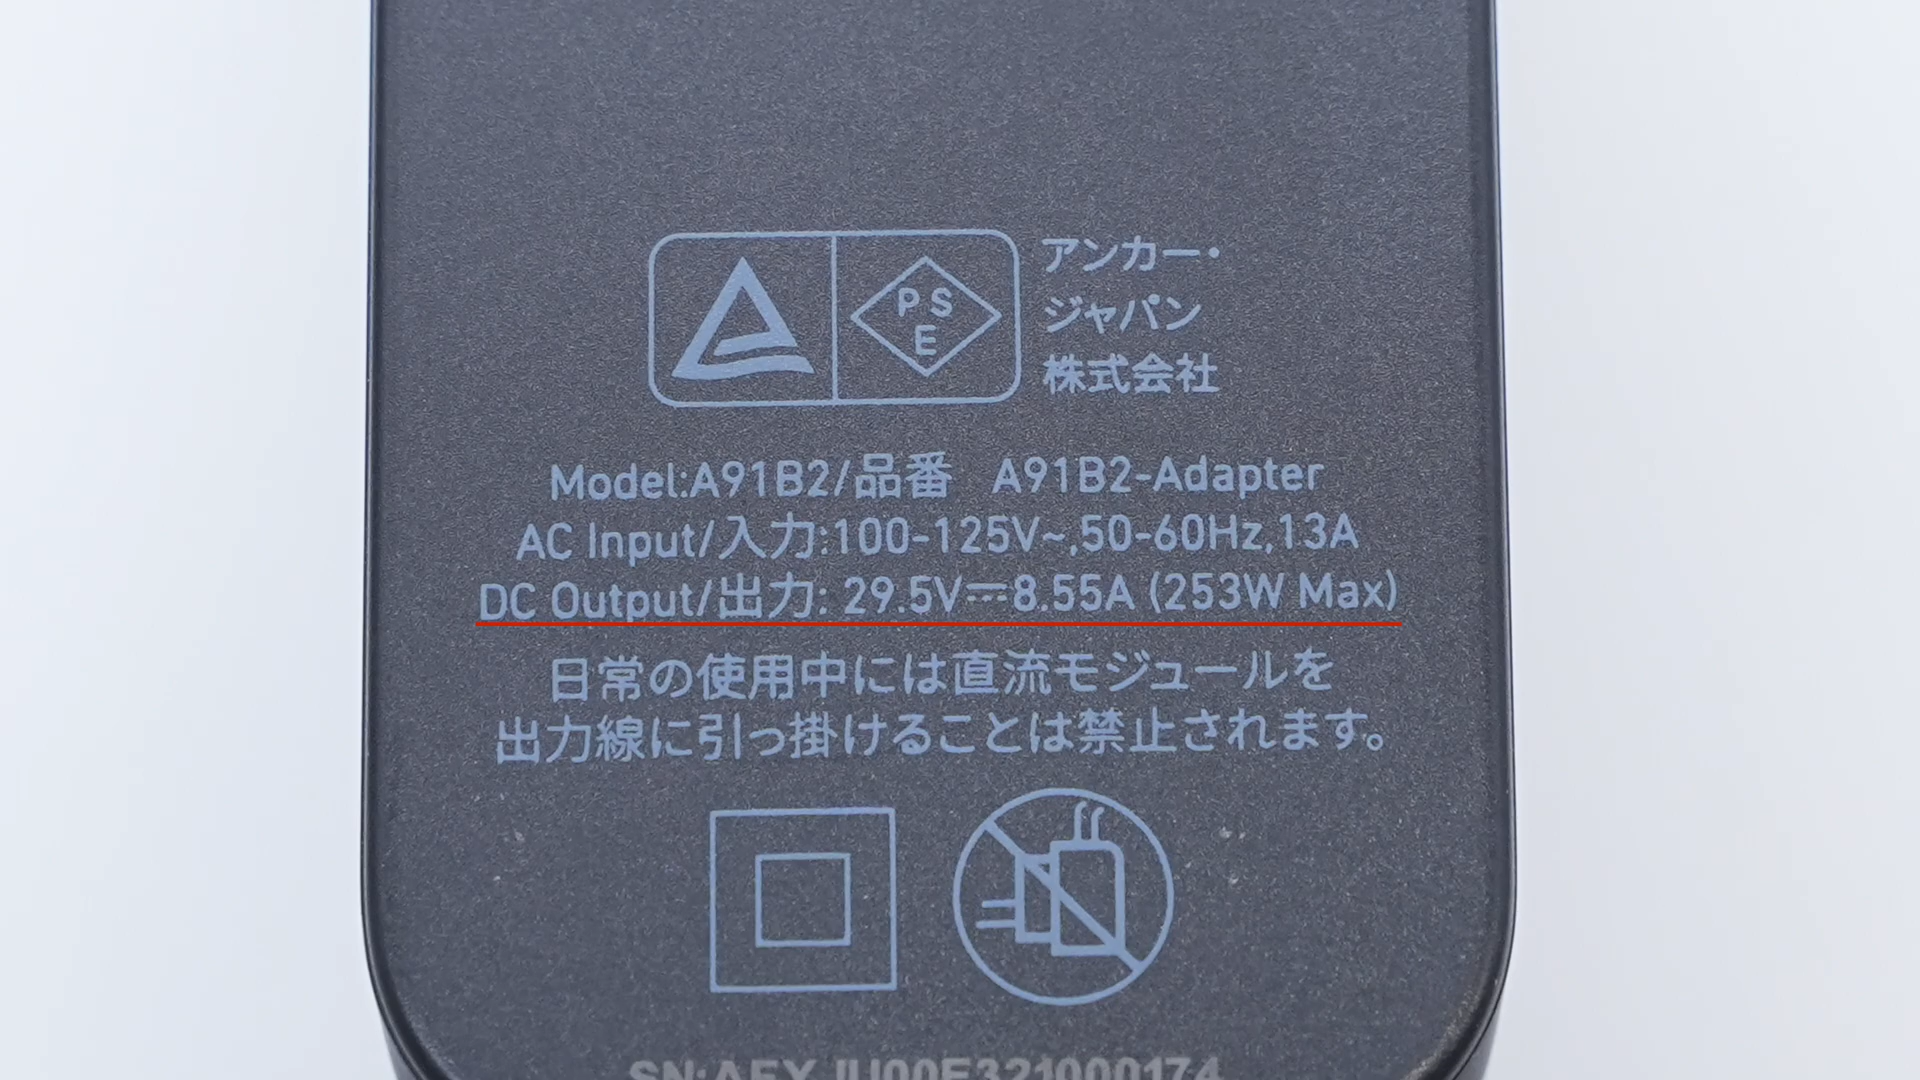 アンカー・
ジャパン
株式会社
PS
E
Model:A91B2/品番 A91B2-Adapter
AC Input/入力:100-125V~,50-60Hz,13A
DC Output/出力: 29.5V⎓8.55A (253W Max)
日常の使用中には直流モジュールを
出力線に引っ掛けることは禁止されます。